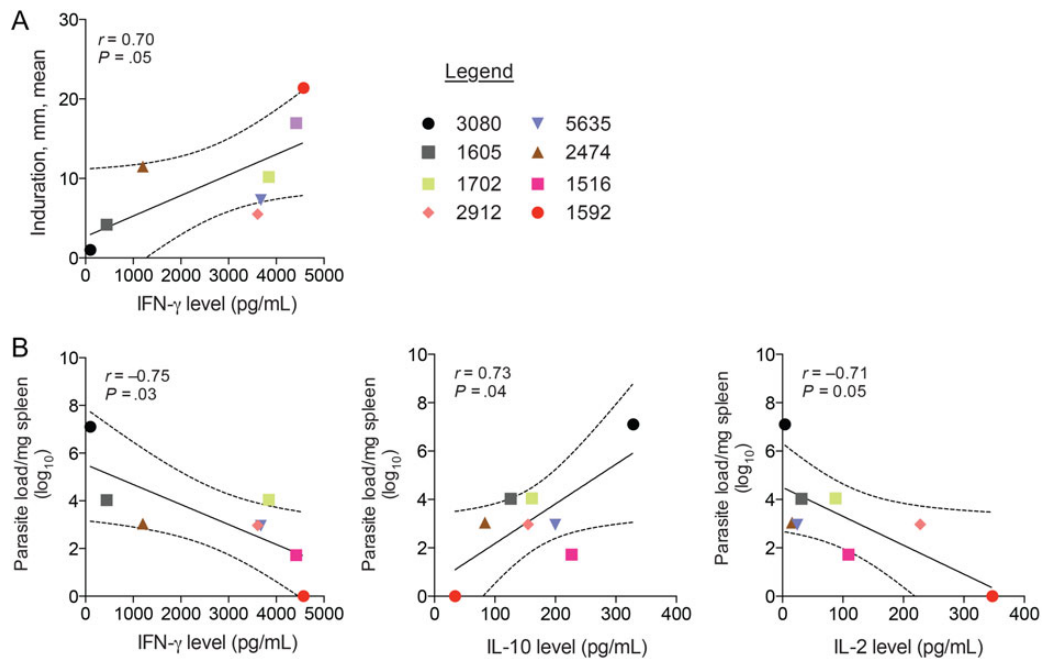 A
r = 0.70
P = .05
Induration, mm, mean
30
20
10
0
0 1000 2000 3000 4000 5000
IFN-γ level (pg/mL)
Legend
3080 5635
1605 2474
1702 1516
2912 1592
B
r = –0.75
P = .03
Parasite load/mg spleen
(log10)
10
8
6
4
2
0
0 1000 2000 3000 4000 5000
IFN-γ level (pg/mL)
r = 0.73
P = .04
Parasite load/mg spleen
(log10)
10
8
6
4
2
0
0 100 200 300 400
IL-10 level (pg/mL)
r = –0.71
P = 0.05
Parasite load/mg spleen
(log10)
10
8
6
4
2
0
0 100 200 300 400
IL-2 level (pg/mL)